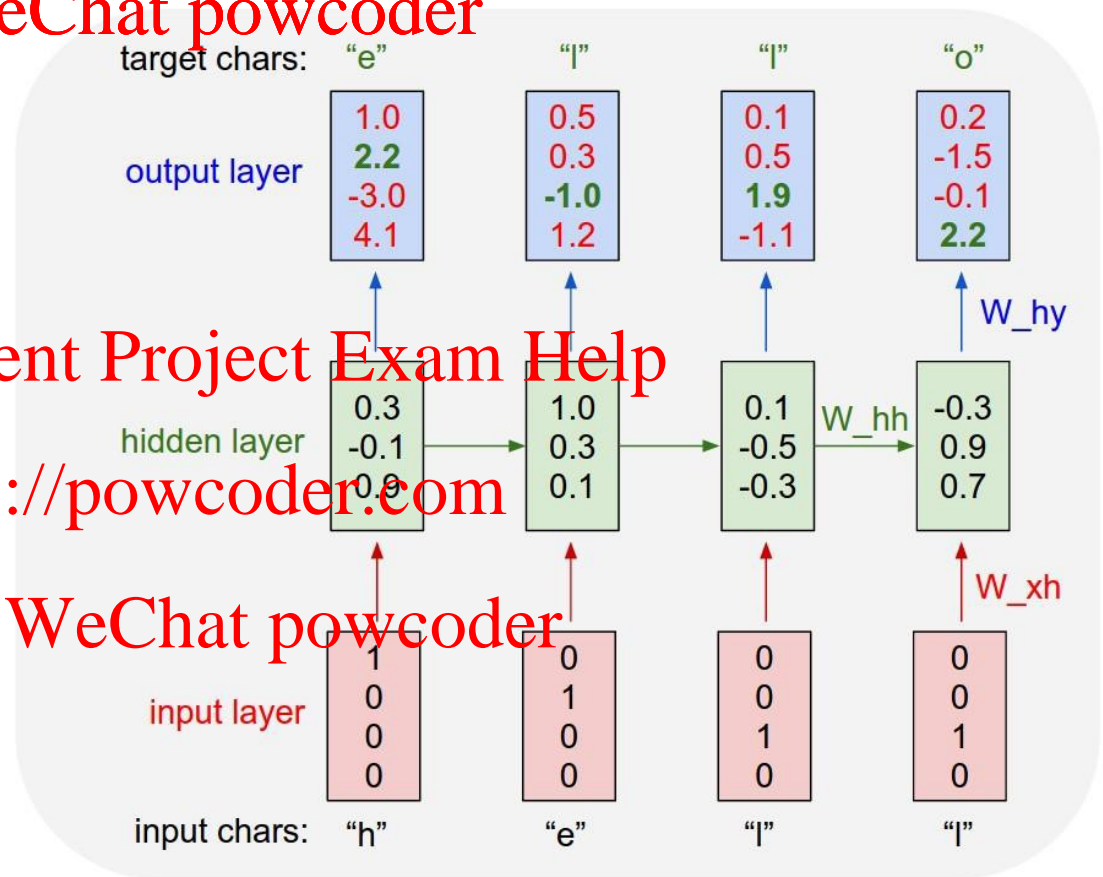 eChat powcoder
target chars: “e” “l” “l” “o”
1.0 0.5 0.1 0.2
output layer 2.2 0.3 0.5 -1.5
-3.0 -1.0 1.9 -0.1
4.1 1.2 -1.1 2.2
W_hy
ent Project Exam Help
0.3 1.0 0.1 W_hh -0.3
hidden layer -0.1 0.3 -0.5 0.9
0.9 0.1 -0.3 0.7
://powcoder.com
W_xh
WeChat powcoder
1 0 0 0
input layer 0 1 0 0
0 0 1 1
0 0 0 0
input chars: “h” “e” “l” “l”